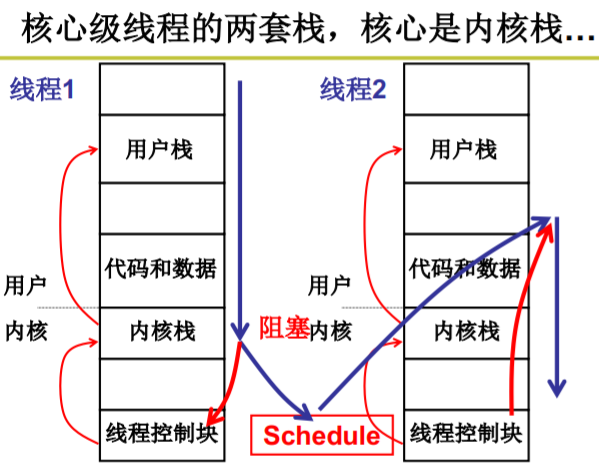 核心级线程的两套栈，核心是内核栈…
线程1
用户栈
代码和数据
用户
内核
内核栈
线程控制块
阻塞
Schedule
线程2
用户栈
代码和数据
用户
内核
内核栈
线程控制块